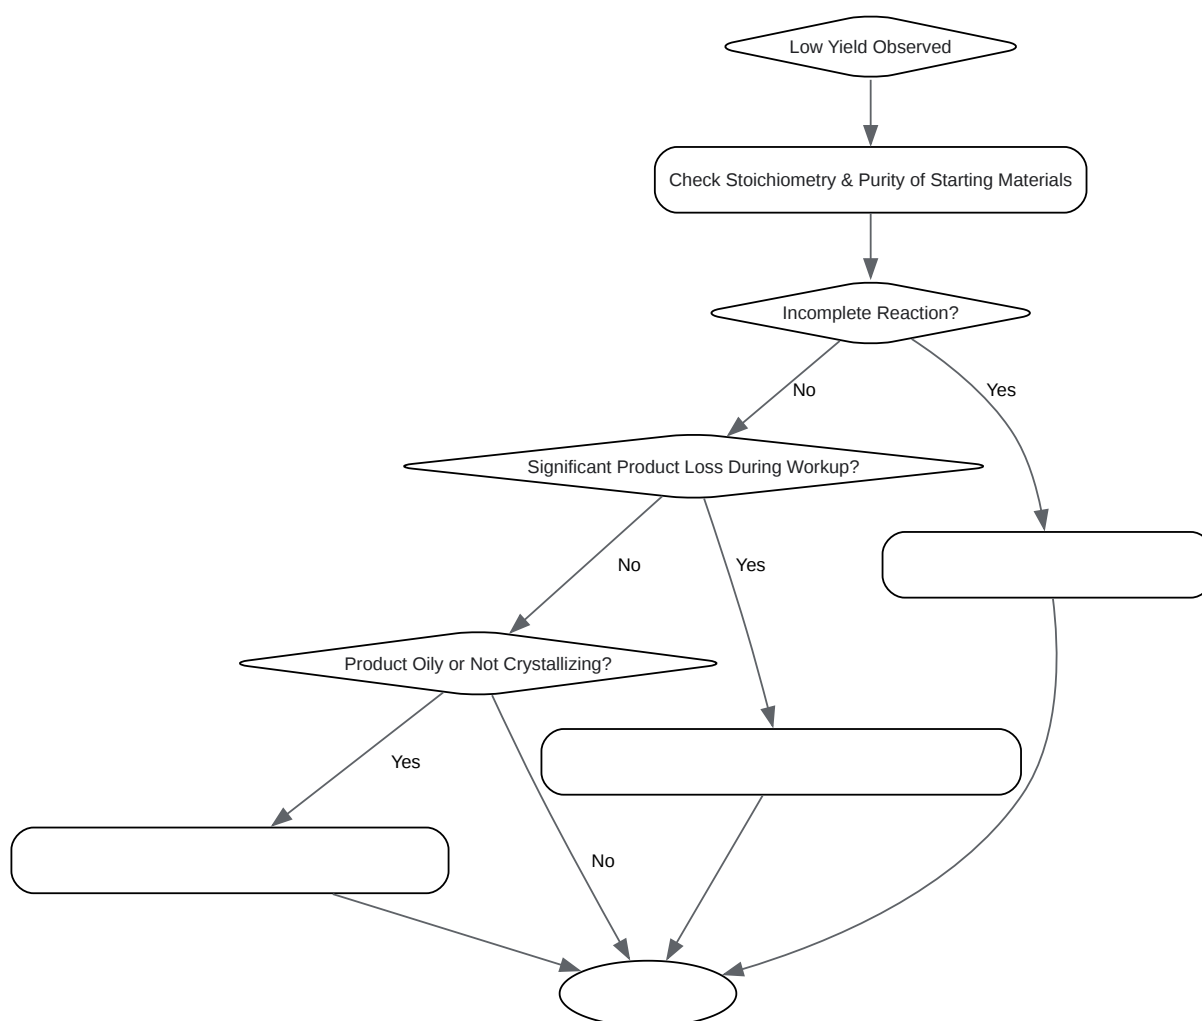 Low Yield Observed
Check Stoichiometry & Purity of Starting Materials
Incomplete Reaction?
No
Yes
Significant Product Loss During Workup?
No
Yes
Product Oily or Not Crystallizing?
Yes
No